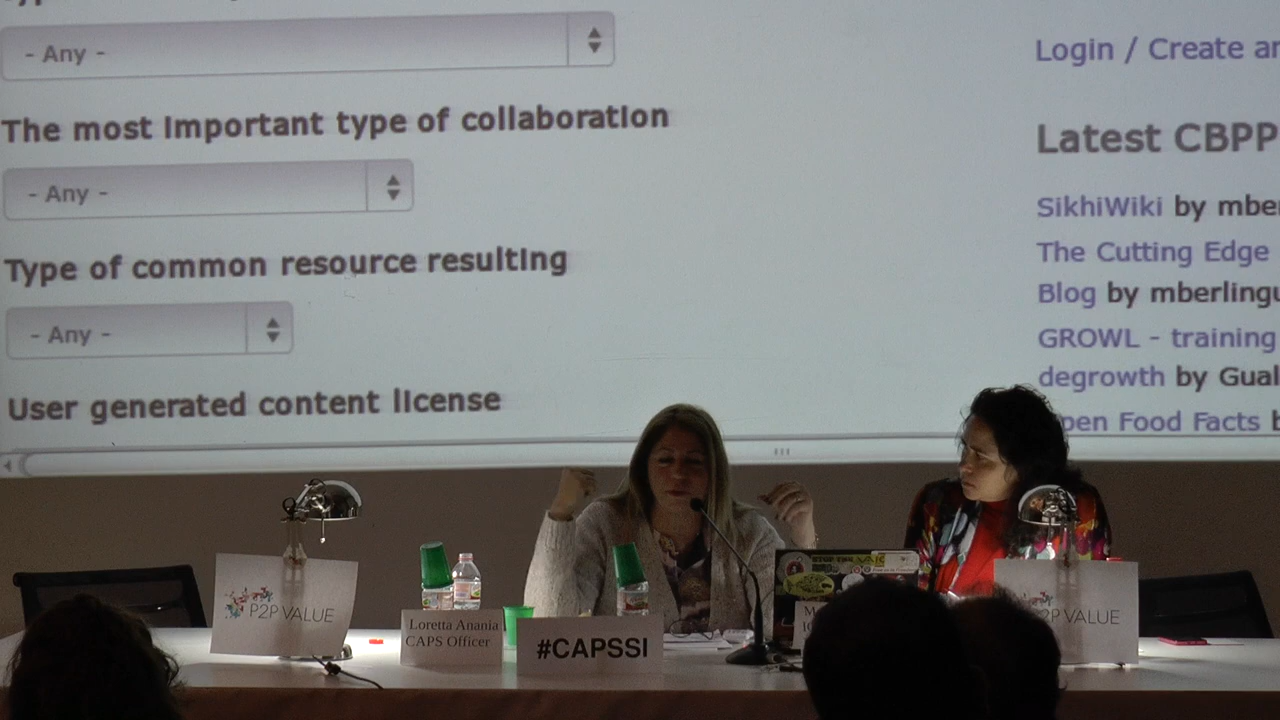 - Any -
The most important type of collaboration
- Any -
Type of common resource resulting
- Any -
User generated content license
Login / Create an
Latest CBPP
SikhiWiki by mber
The Cutting Edge
Blog by mberlingu
GROWL - training
degrowth by Gual
pen Food Facts b
P2P VALUE
Loretta Anania
CAPS Officer
#CAPSSI
P2P VALUE